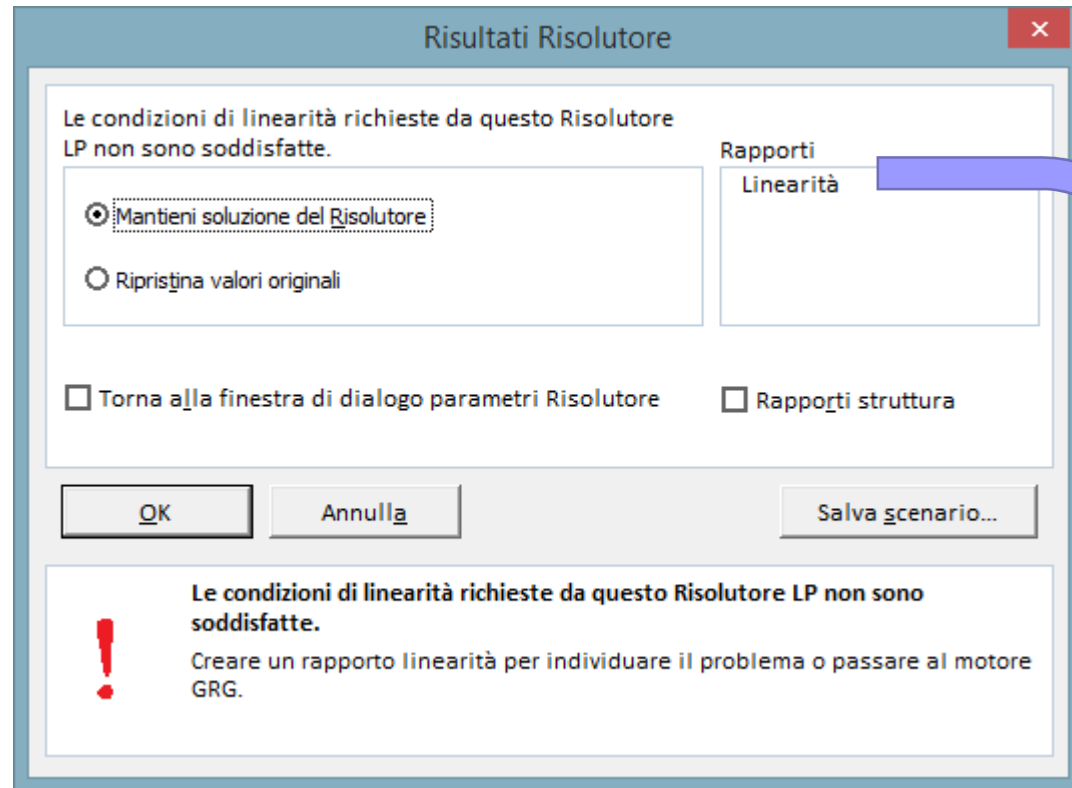 Risultati Risolutore
Le condizioni di linearità richieste da questo Risolutore
LP non sono soddisfatte.
Rapporti
Linearità
Mantieni soluzione del Risolutore
Ripristina valori originali
Torna alla finestra di dialogo parametri Risolutore
Rapporti struttura
OK
Annulla
Salva scenario...
Le condizioni di linearità richieste da questo Risolutore LP non sono
soddisfatte.
Creare un rapporto linearità per individuare il problema o passare al motore
GRG.